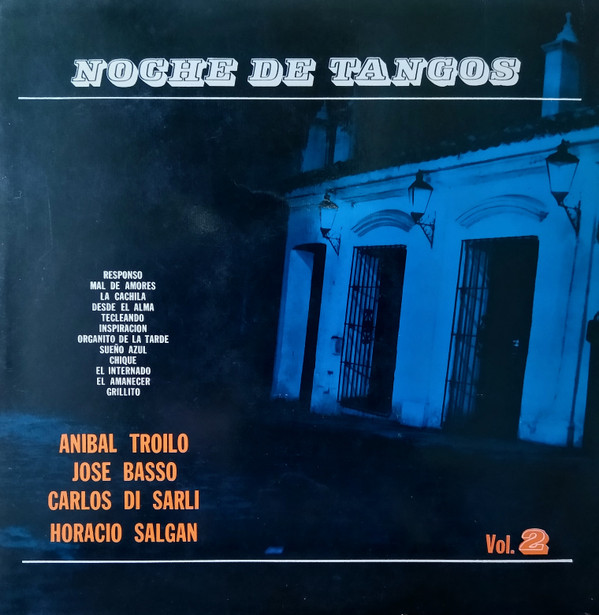 NOCHE DE TANGOS
RESPONSO
MAL DE AMORES
LA CACHILA
DESDE EL ALMA
TECLEANDO
INSPIRACION
ORGANITO DE LA TARDE
SUEÑO AZUL
CHIQUE
EL INTERNADO
EL AMANECER
GRILLITO
ANIBAL TROILO
JOSE BASSO
CARLOS DI SARLI
HORACIO SALGAN
Vol. 2